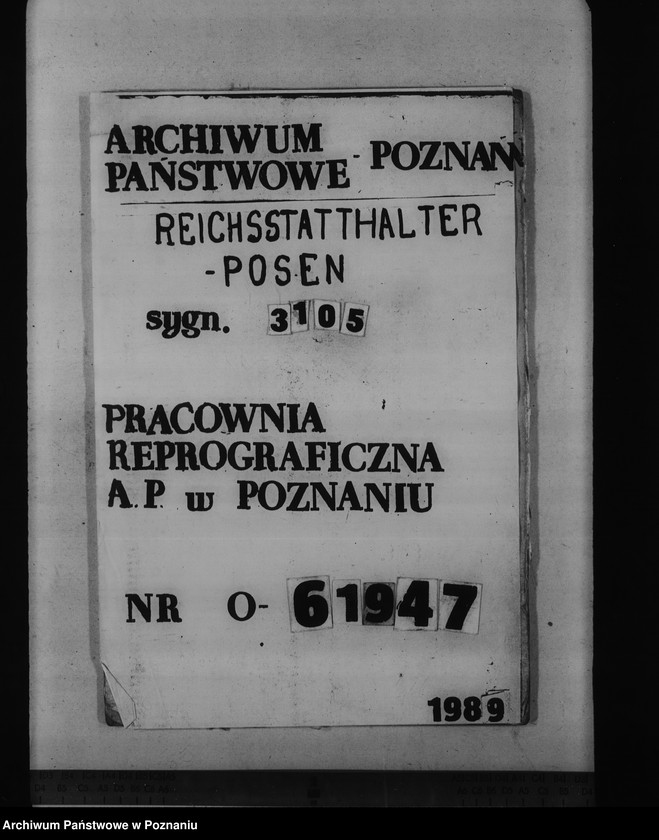 ARCHIWUM
PAŃSTWOWE - POZNAŃ
REICHSSTATTHALTER
-POSEN
sygn. 3105
PRACOWNIA
REPROGRAFICZNA
A.P. w POZNANIU
NR O- 61947
1989
Archiwum Państwowe w Poznaniu